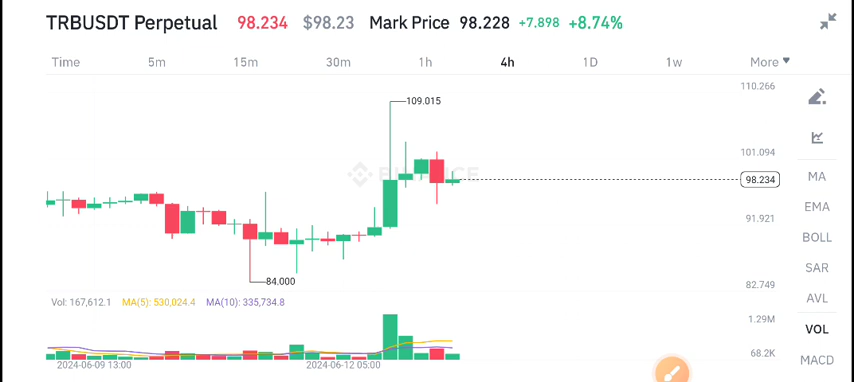 TRBUSDT Perpetual 98.234 $98.23 Mark Price 98.228 +7.898 +8.74%
Time 5m 15m 30m 1h 4h 1D 1w More
110.266
109.015
101.094
MA
BINANCE
98.234
EMA
91.921
BOLL
SAR
84.000
82.749
AVL
Vol: 167,612.1 MA(5): 530,024.4 MA(10): 335,734.8
1.29M
VOL
68.2K
MACD
2024-06-09 13:00 2024-06-12 05:00